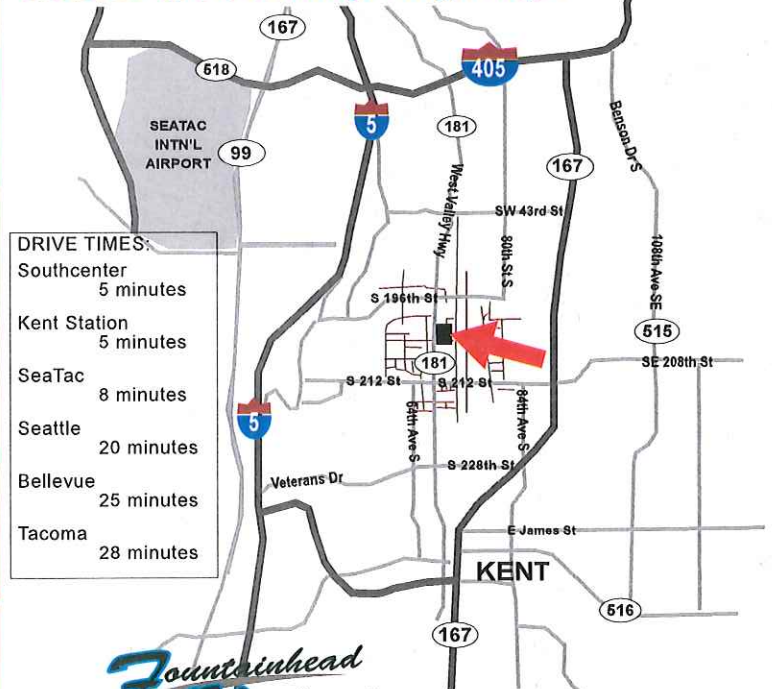 167
518
405
5
SEATAC
INTN'L
AIRPORT
99
181
West Valley Hwy
167
Benson Dr S
SW 43rd St
80th St S
108th Ave SE
DRIVE TIMES:
Southcenter
5 minutes
Kent Station
5 minutes
SeaTac
8 minutes
Seattle
20 minutes
Bellevue
25 minutes
Tacoma
28 minutes
S 196th St
515
181
SE 208th St
S 212 St
S 212 St
64th Ave S
84th Ave S
5
S 228th St
Veterans Dr
E James St
KENT
516
167
Fountainhead